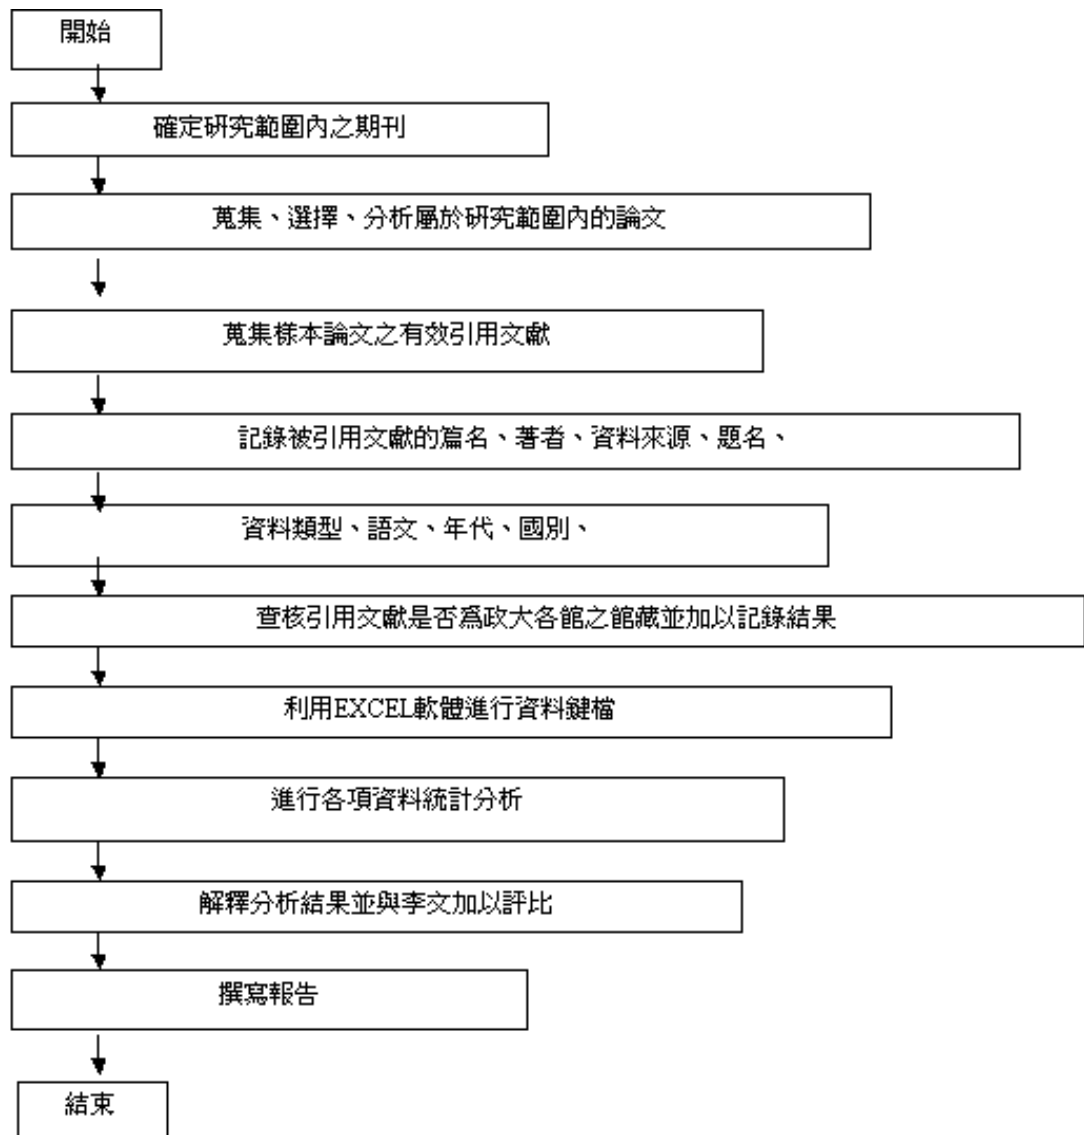 開始
確定研究範圍內之期刊
蒐集、選擇、分析屬於研究範圍內的論文
蒐集樣本論文之有效引用文獻
記錄被引用文獻的篇名、著者、資料來源、題名、
資料類型、語文、年代、國別、
查核引用文獻是否為政大各館之館藏並加以記錄結果
利用EXCEL軟體進行資料鍵檔
進行各項資料統計分析
解釋分析結果並與李文加以評比
撰寫報告
結束